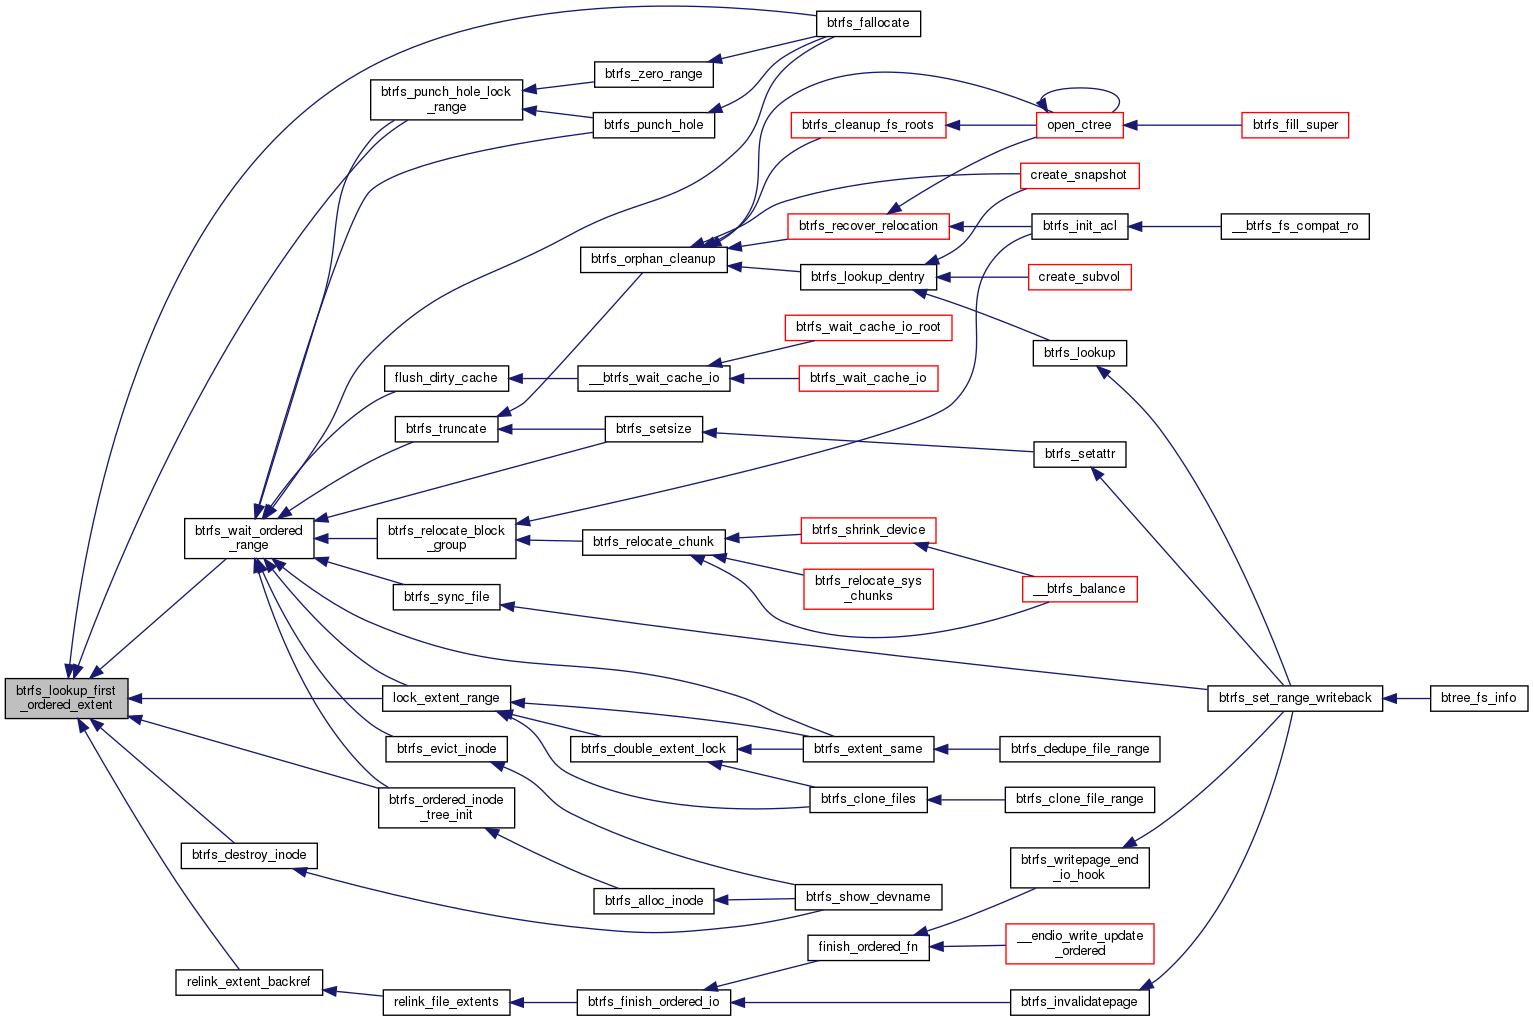 btrfs_fallocate
btrfs_zero_range
btrfs_punch_hole_lock
_range
btrfs_punch_hole
btrfs_cleanup_fs_roots
open_ctree
btrfs_fill_super
create_snapshot
btrfs_recover_relocation
btrfs_init_acl
__btrfs_fs_compat_ro
btrfs_orphan_cleanup
btrfs_lookup_dentry
create_subvol
btrfs_wait_cache_io_root
btrfs_lookup
flush_dirty_cache
__btrfs_wait_cache_io
btrfs_wait_cache_io
btrfs_truncate
btrfs_setsize
btrfs_setattr
btrfs_wait_ordered
_range
btrfs_relocate_block
_group
btrfs_relocate_chunk
btrfs_shrink_device
btrfs_relocate_sys
_chunks
__btrfs_balance
btrfs_sync_file
btrfs_lookup_first
_ordered_extent
lock_extent_range
btrfs_set_range_writeback
btree_fs_info
btrfs_evict_inode
btrfs_double_extent_lock
btrfs_extent_same
btrfs_dedupe_file_range
btrfs_ordered_inode
_tree_init
btrfs_clone_files
btrfs_clone_file_range
btrfs_destroy_inode
btrfs_writepage_end
_io_hook
btrfs_alloc_inode
btrfs_show_devname
finish_ordered_fn
__endio_write_update
_ordered
relink_extent_backref
relink_file_extents
btrfs_finish_ordered_io
btrfs_invalidatepage